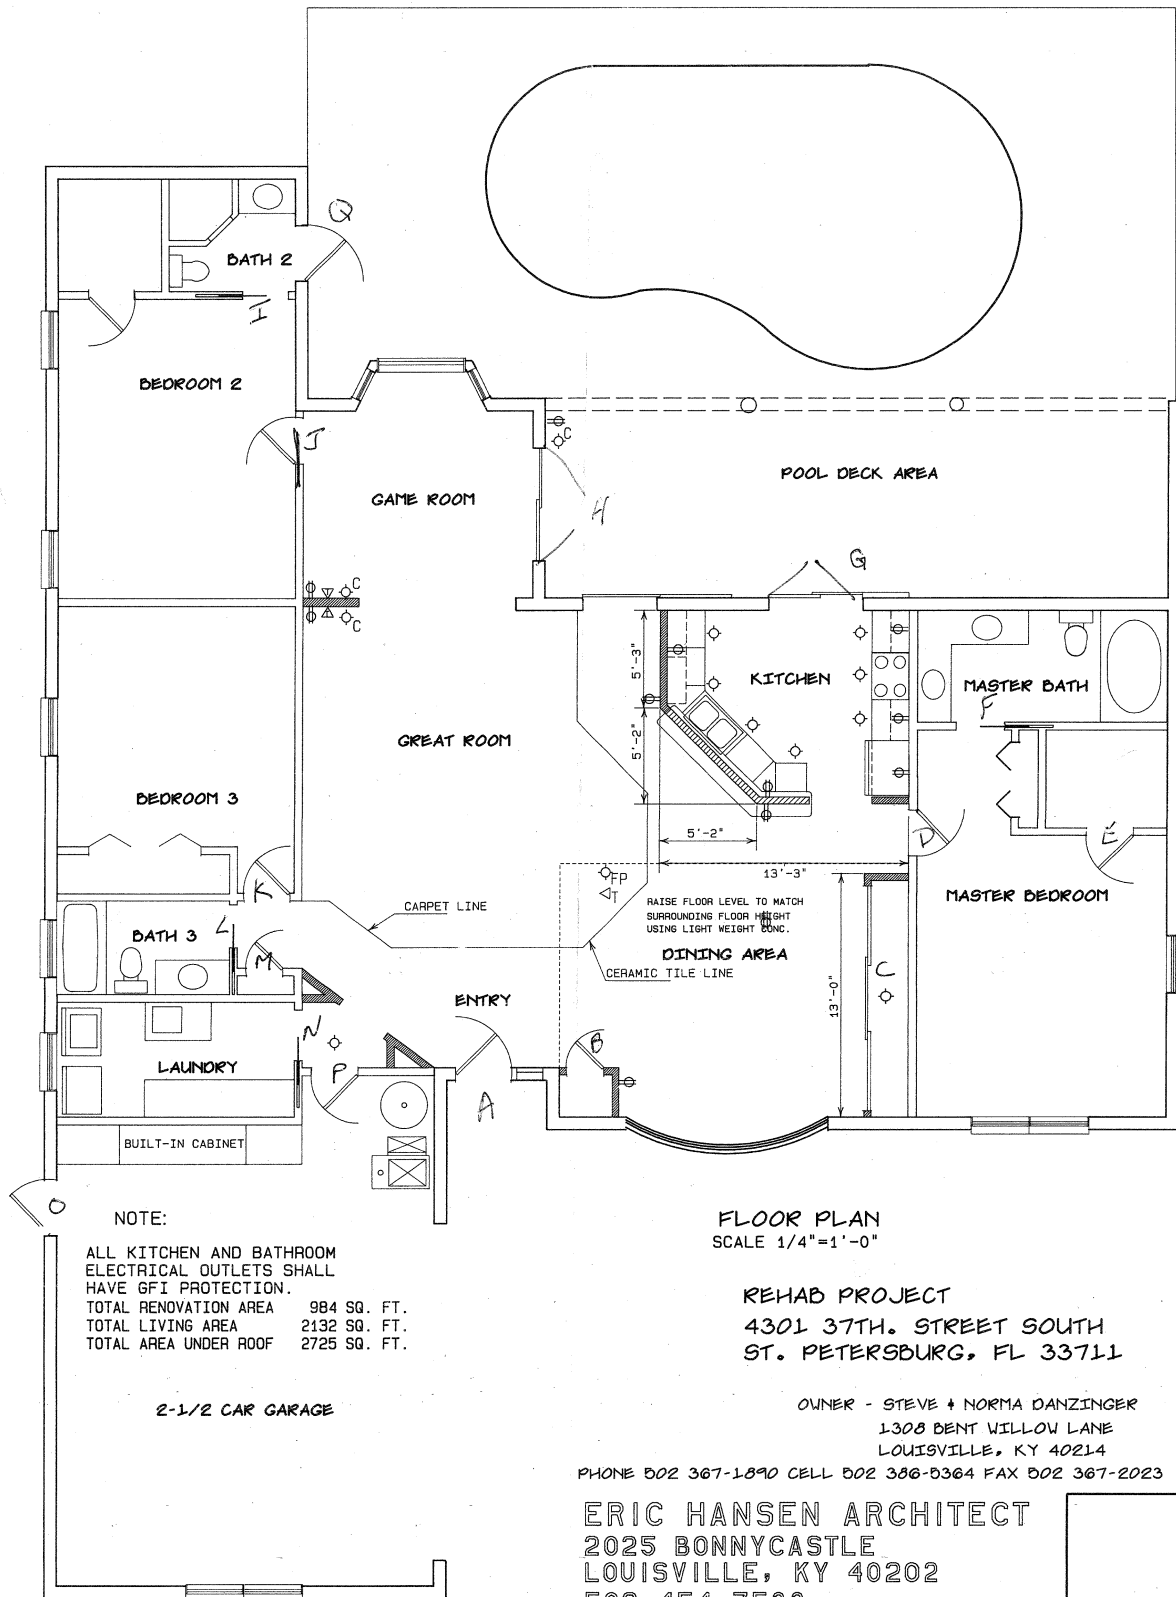 Q
BATH 2
I
BEDROOM 2
J
C
POOL DECK AREA
GAME ROOM
H
G
C
C
5'-3"
KITCHEN
MASTER BATH
F
GREAT ROOM
5'-2"
BEDROOM 3
5'-2"
D
E
13'-3"
FP
T
K
CARPET LINE
RAISE FLOOR LEVEL TO MATCH
SURROUNDING FLOOR HEIGHT
USING LIGHT WEIGHT CONC.
MASTER BEDROOM
L
BATH 3
M
DINING AREA
CERAMIC TILE LINE
C
13'-0"
ENTRY
N
B
LAUNDRY
P
A
BUILT-IN CABINET
O
NOTE:
ALL KITCHEN AND BATHROOM
ELECTRICAL OUTLETS SHALL
HAVE GFI PROTECTION.
TOTAL RENOVATION AREA 984 SQ. FT.
TOTAL LIVING AREA 2132 SQ. FT.
TOTAL AREA UNDER ROOF 2725 SQ. FT.
2-1/2 CAR GARAGE
FLOOR PLAN
SCALE 1/4"=1'-0"
REHAB PROJECT
4301 37TH. STREET SOUTH
ST. PETERSBURG, FL 33711
OWNER - STEVE & NORMA DANZINGER
1308 BENT WILLOW LANE
LOUISVILLE, KY 40214
PHONE 502 367-1890 CELL 502 386-5364 FAX 502 367-2023
ERIC HANSEN ARCHITECT
2025 BONNYCASTLE
LOUISVILLE, KY 40202